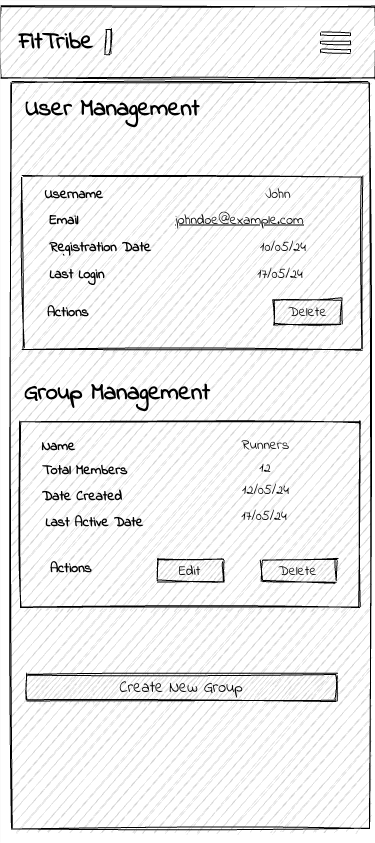 FitTribe
User Management
Username John
Email johndoe@example.com
Registration Date 10/05/24
Last Login 17/05/24
Actions Delete
Group Management
Name Runners
Total Members 12
Date Created 12/05/24
Last Active Date 17/05/24
Actions Edit Delete
Create New Group